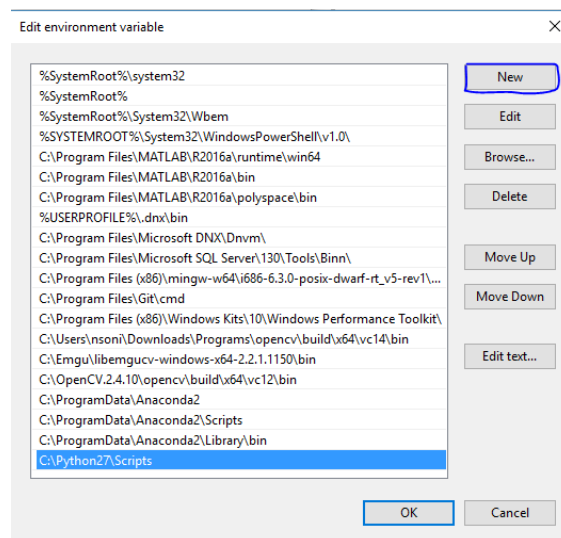 Edit environment variable
%SystemRoot%\system32
%SystemRoot%
%SystemRoot%\System32\Wbem
%SYSTEMROOT%\System32\WindowsPowerShell\v1.0\
C:\Program Files\MATLAB\R2016a\runtime\win64
C:\Program Files\MATLAB\R2016a\bin
C:\Program Files\MATLAB\R2016a\polyspace\bin
%USERPROFILE%\.dnx\bin
C:\Program Files\Microsoft DNX\Dnvm\
C:\Program Files\Microsoft SQL Server\130\Tools\Binn\
C:\Program Files (x86)\mingw-w64\i686-6.3.0-posix-dwarf-rt_v5-rev1\...
C:\Program Files\Git\cmd
C:\Program Files (x86)\Windows Kits\10\Windows Performance Toolkit\
C:\Users\nsoni\Downloads\Programs\opencv\build\x64\vc14\bin
C:\Emgu\libemgucv-windows-x64-2.2.1.1150\bin
C:\OpenCV.2.4.10\opencv\build\x64\vc12\bin
C:\ProgramData\Anaconda2
C:\ProgramData\Anaconda2\Scripts
C:\ProgramData\Anaconda2\Library\bin
C:\Python27\Scripts
New
Edit
Browse...
Delete
Move Up
Move Down
Edit text...
OK
Cancel